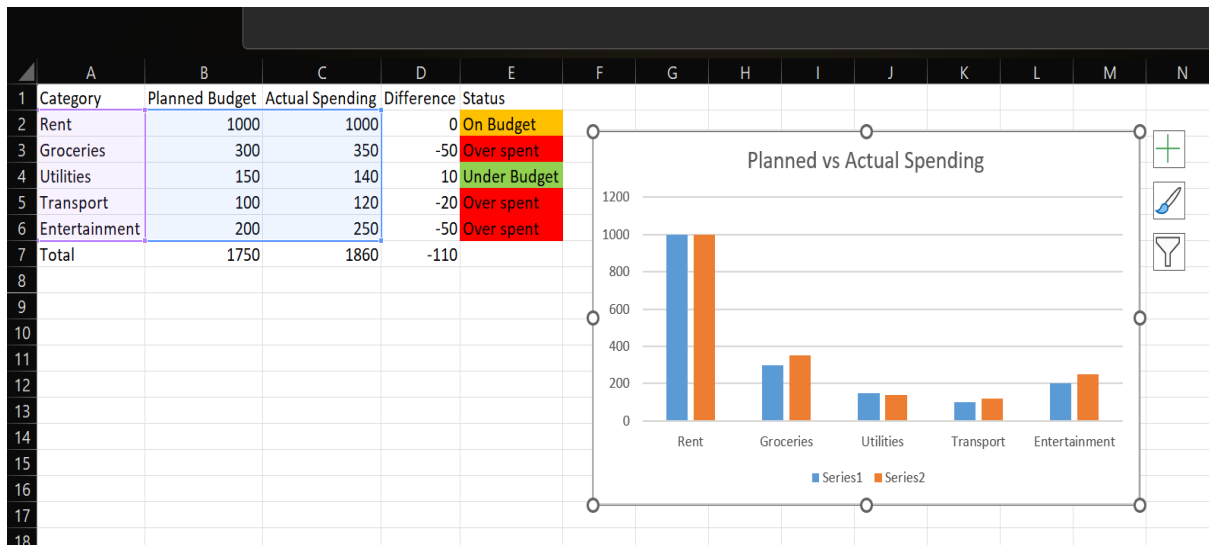 A B C D E F G H I J K L M N
1 Category Planned Budget Actual Spending Difference Status
2 Rent 1000 1000 0 On Budget
3 Groceries 300 350 -50 Over spent
4 Utilities 150 140 10 Under Budget
5 Transport 100 120 -20 Over spent
6 Entertainment 200 250 -50 Over spent
7 Total 1750 1860 -110
8
9
10
11
12
13
14
15
16
17
18
Planned vs Actual Spending
1200
1000
800
600
400
200
0
Rent Groceries Utilities Transport Entertainment
Series1 Series2